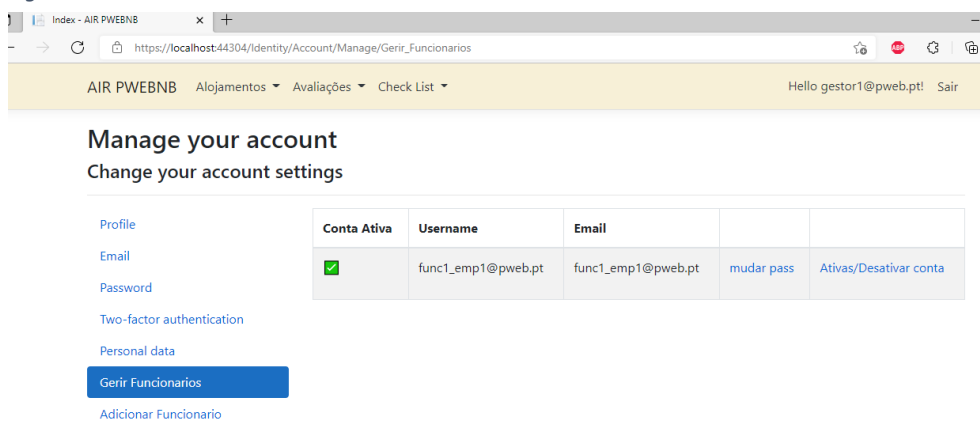 Index - AIR PWEBNB
https://localhost:44304/Identity/Account/Manage/Gerir_Funcionarios
ABP
AIR PWEBNB Alojamentos Avaliações Check List Hello gestor1@pweb.pt! Sair
Manage your account
Change your account settings
Profile
Email
Password
Two-factor authentication
Personal data
Gerir Funcionarios
Adicionar Funcionario
Conta Ativa Username Email
func1_emp1@pweb.pt func1_emp1@pweb.pt mudar pass Ativas/Desativar conta